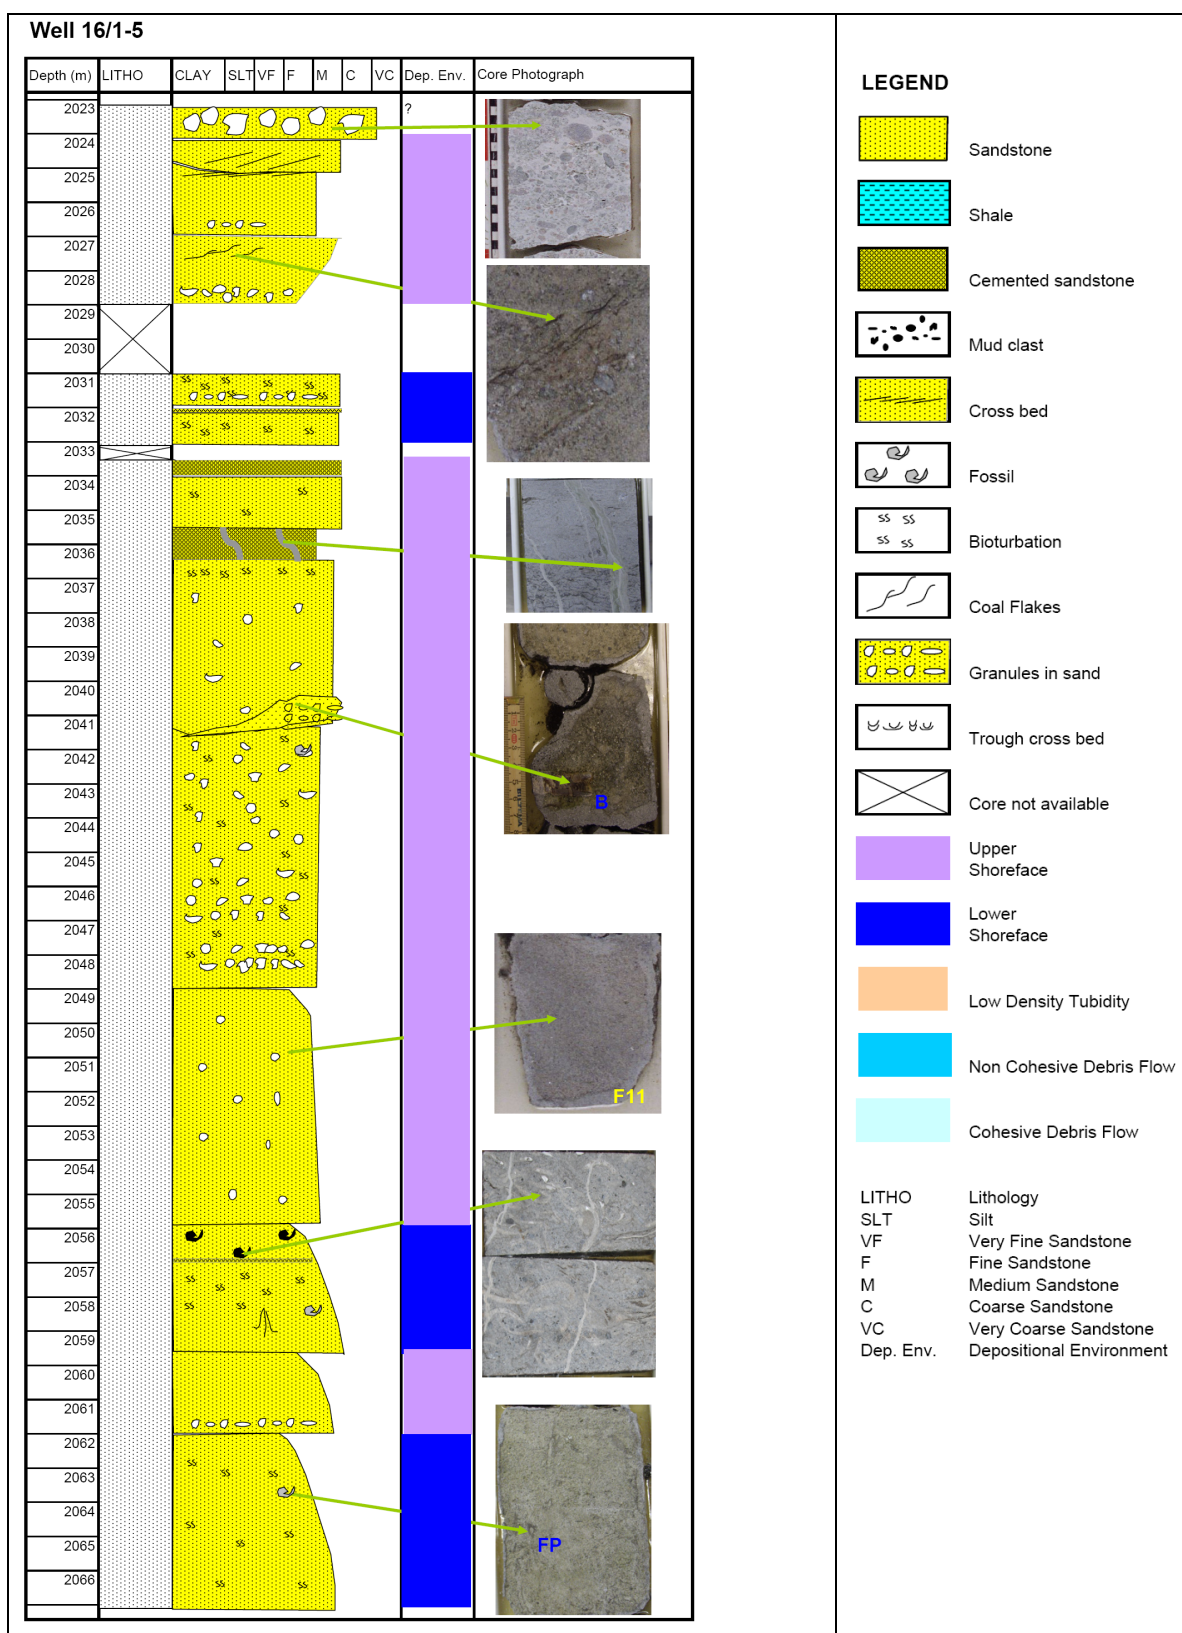 Well 16/1-5
Depth (m) LITHO CLAY SLT VF F M C VC Dep. Env. Core Photograph
2023 ?
2024
2025
2026
2027
2028
2029
2030
2031
2032
2033
2034
2035
2036
2037
2038
2039
2040
2041
2042
2043
B
2044
2045
2046
2047
2048
2049
2050
2051
2052
F11
2053
2054
2055
2056
2057
2058
2059
2060
2061
2062
2063
2064
2065
FP
2066
LEGEND
Sandstone
Shale
Cemented sandstone
Mud clast
Cross bed
Fossil
Bioturbation
Coal Flakes
Granules in sand
Trough cross bed
Core not available
Upper
Shoreface
Lower
Shoreface
Low Density Tubidity
Non Cohesive Debris Flow
Cohesive Debris Flow
LITHO Lithology
SLT Silt
VF Very Fine Sandstone
F Fine Sandstone
M Medium Sandstone
C Coarse Sandstone
VC Very Coarse Sandstone
Dep. Env. Depositional Environment